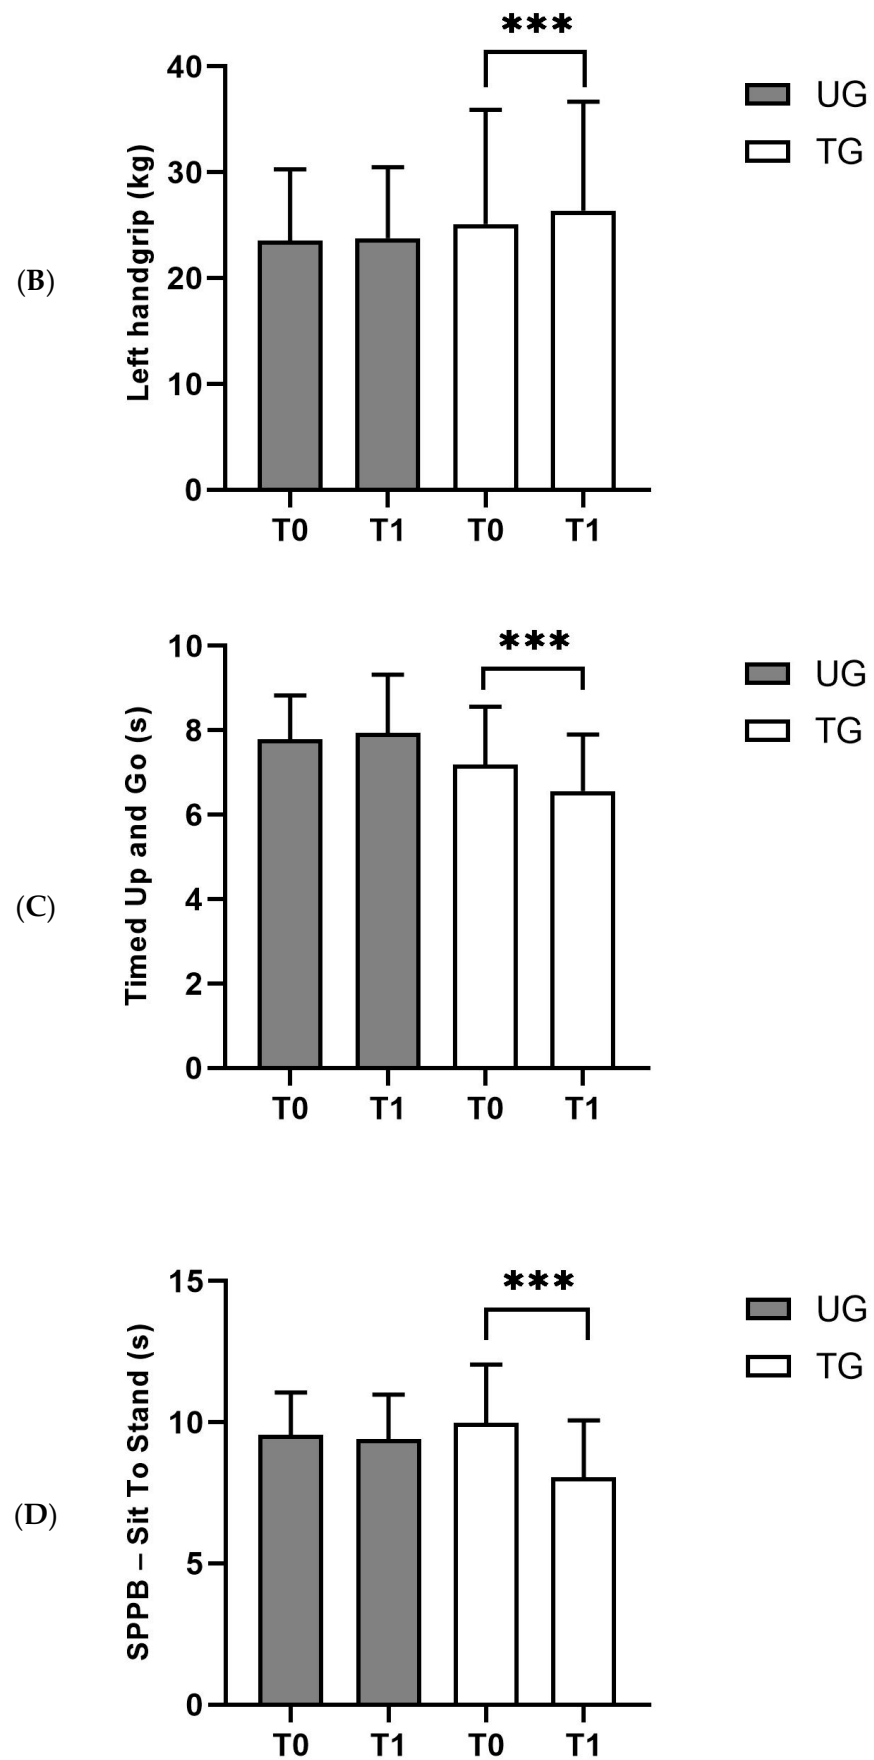 (B)
Left handgrip (kg)
40
30
20
10
0
***
T0 T1 T0 T1
UG
TG
(C)
Timed Up and Go (s)
10
8
6
4
2
0
***
T0 T1 T0 T1
UG
TG
(D)
SPPB – Sit To Stand (s)
15
10
5
0
***
T0 T1 T0 T1
UG
TG